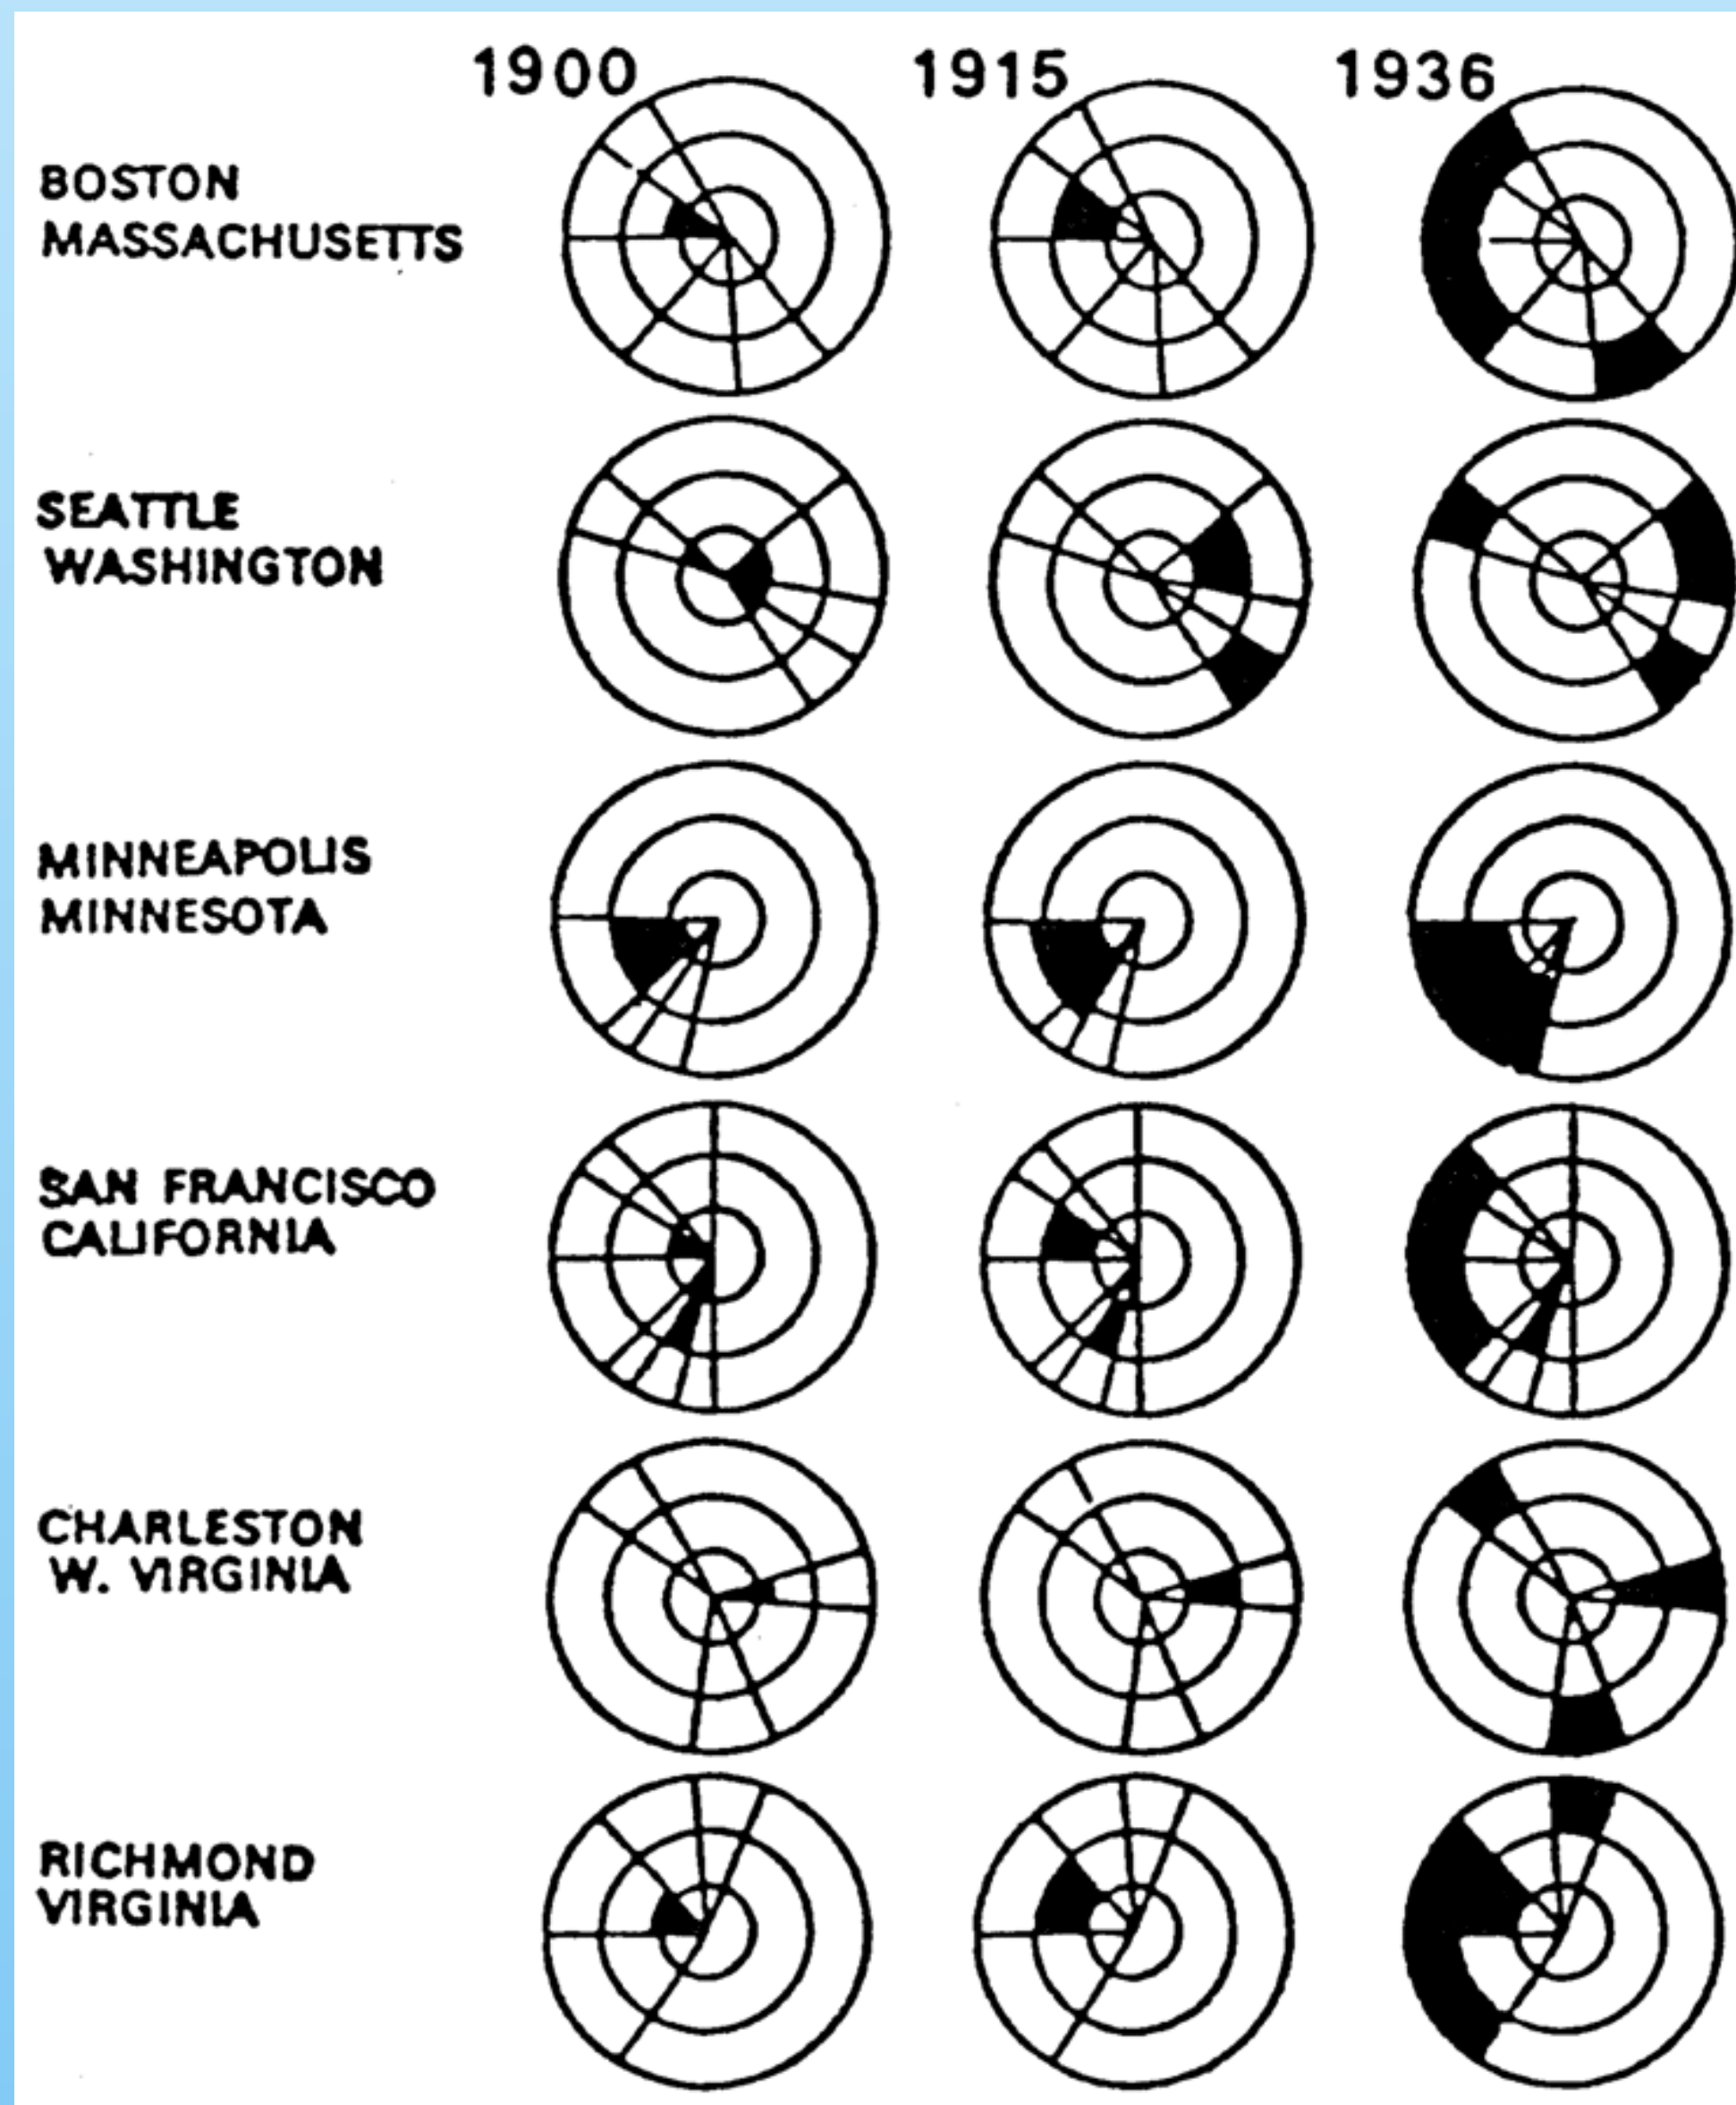 1900 1915 1936
BOSTON
MASSACHUSETTS
SEATTLE
WASHINGTON
MINNEAPOLIS
MINNESOTA
SAN FRANCISCO
CALIFORNIA
CHARLESTON
W. VIRGINIA
RICHMOND
VIRGINIA